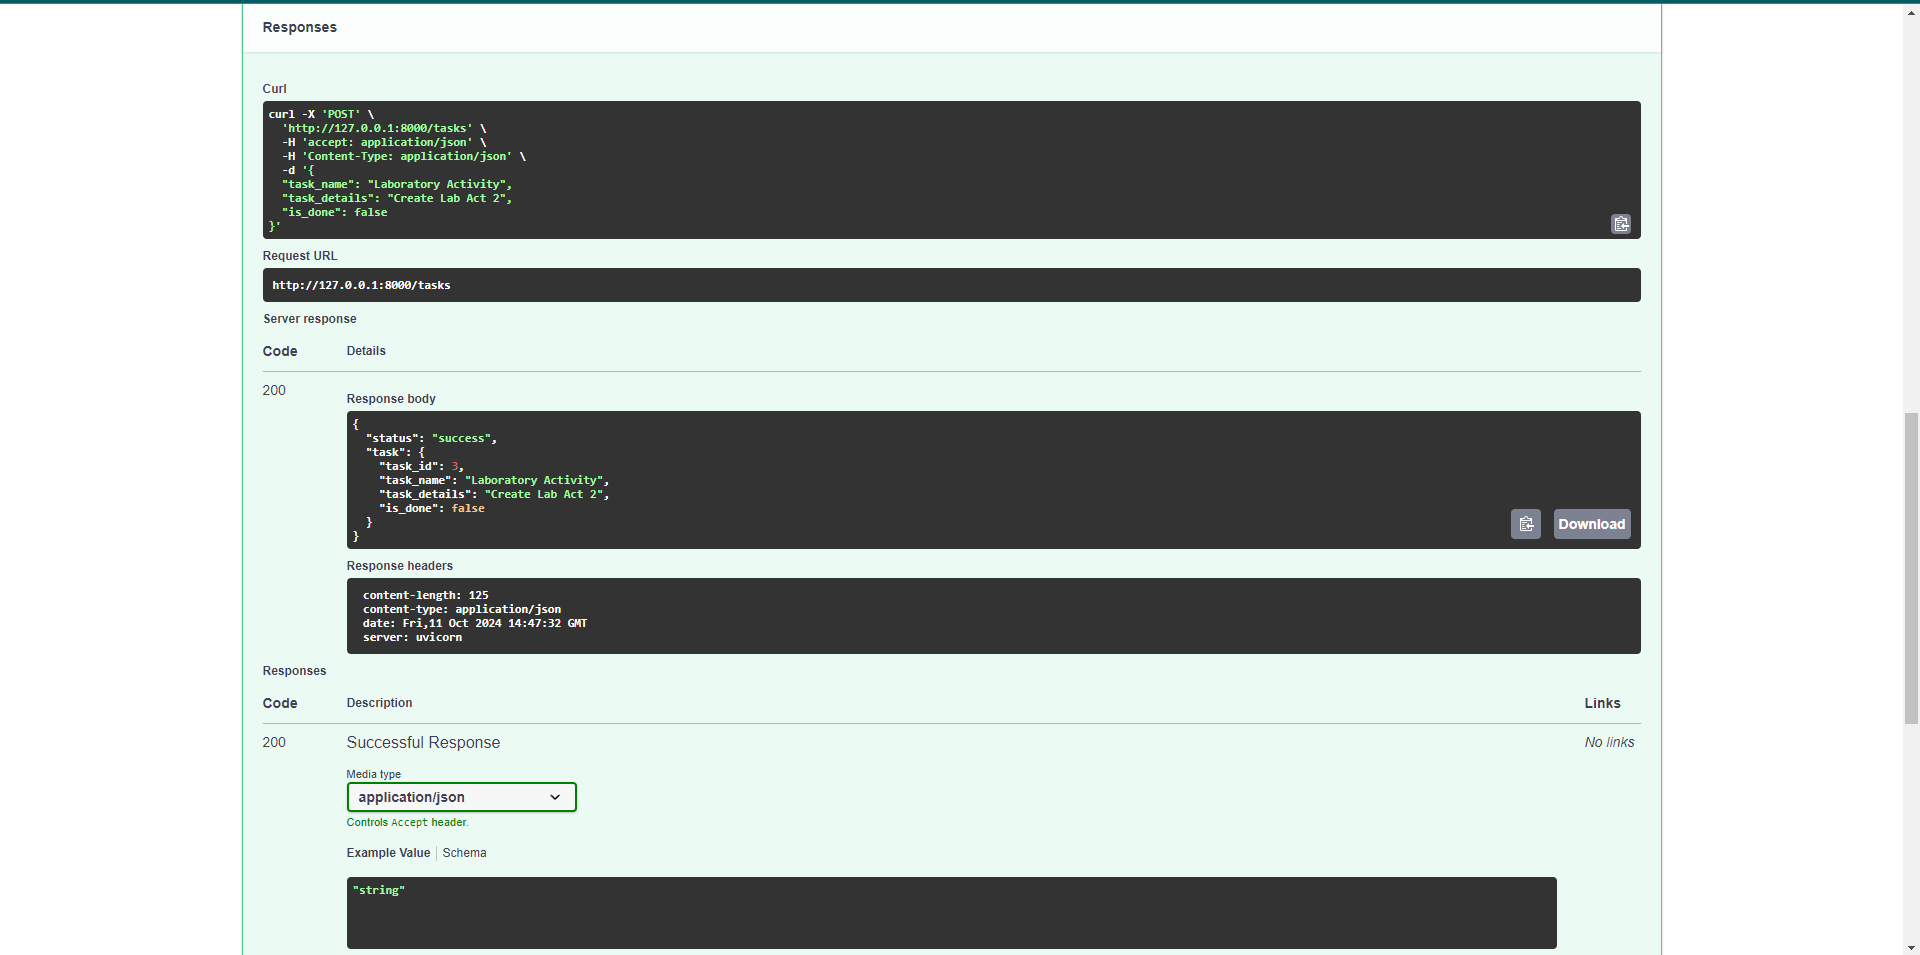 Responses
Curl
curl -X 'POST' \
  'http://127.0.0.1:8000/tasks' \
  -H 'accept: application/json' \
  -H 'Content-Type: application/json' \
  -d '{
  "task_name": "Laboratory Activity",
  "task_details": "Create Lab Act 2",
  "is_done": false
}'
Request URL
http://127.0.0.1:8000/tasks
Server response
Code Details
200
Response body
{
  "status": "success",
  "task": {
    "task_id": 3,
    "task_name": "Laboratory Activity",
    "task_details": "Create Lab Act 2",
    "is_done": false
  }
}
Download
Response headers
content-length: 125
content-type: application/json
date: Fri,11 Oct 2024 14:47:32 GMT
server: uvicorn
Responses
Code Description Links
200 Successful Response No links
Media type
application/json
Controls Accept header.
Example Value Schema
"string"